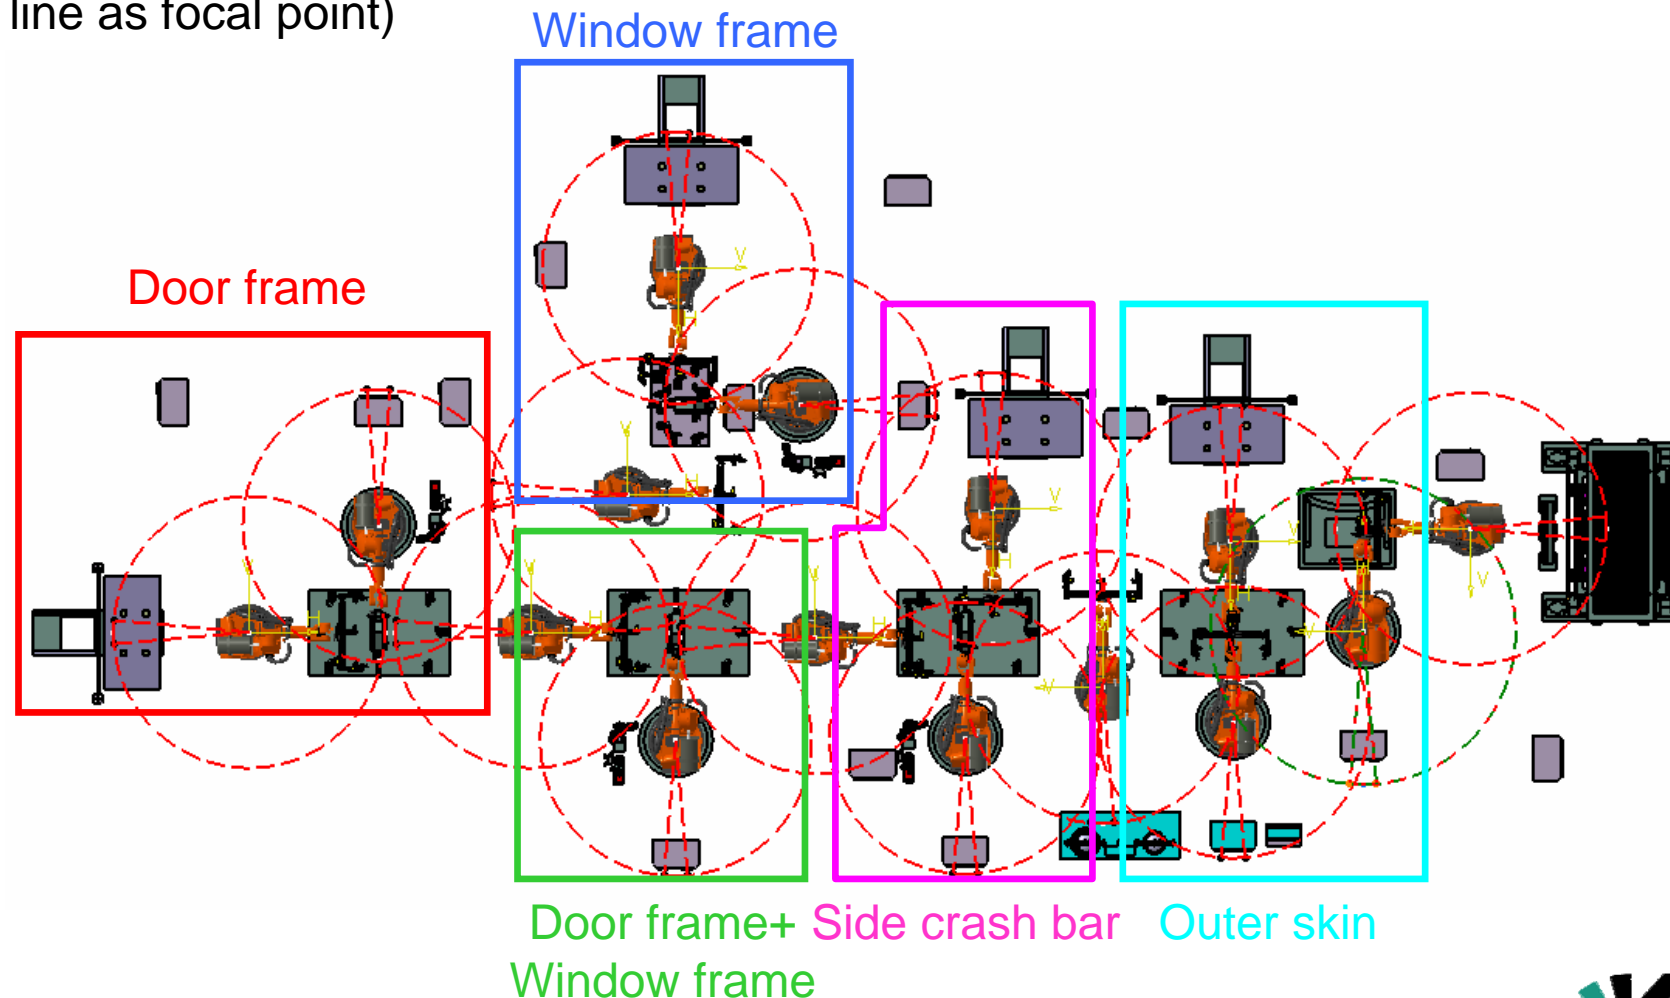 line as focal point)
Window frame
Door frame
V
H
V
H
V
H
V
H
V
H
V
H
V
V
H
V
V
Door frame+
Window frame
Side crash bar
Outer skin